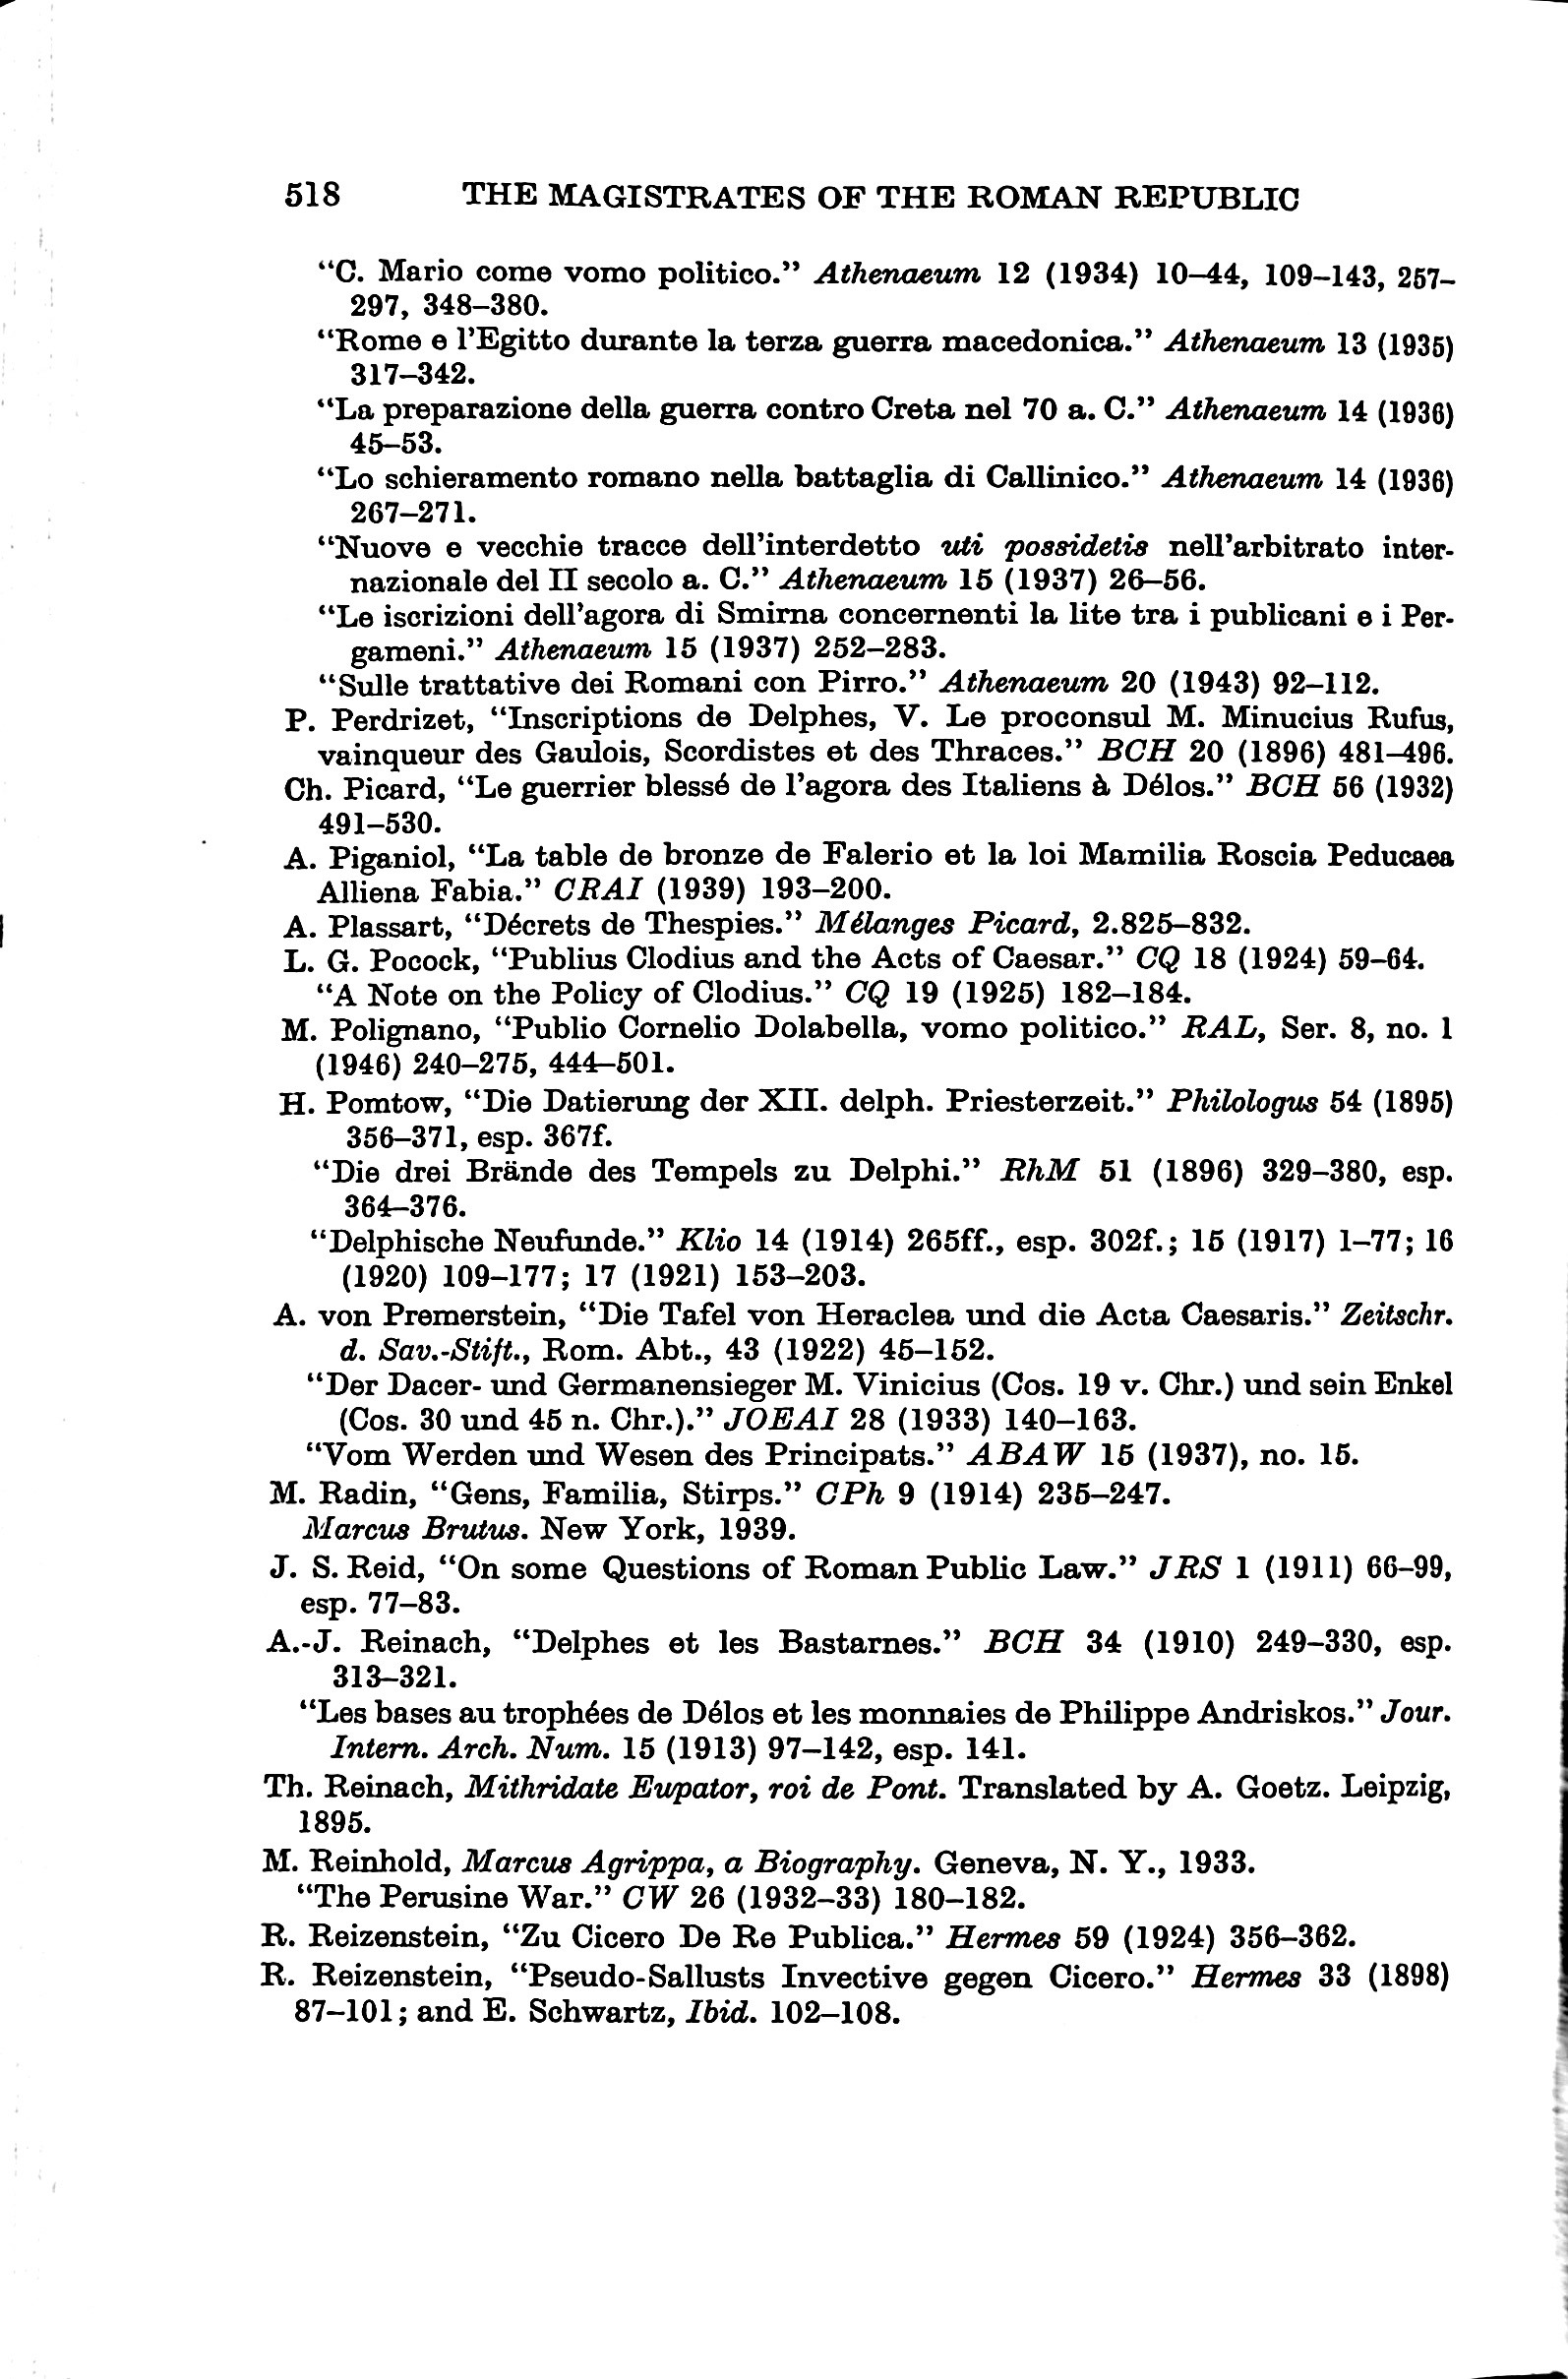 518 THE MAGISTRATES OF THE ROMAN REPUBLIC
“C. Mario come vomo politico.” Athenaeum 12 (1934) 10–44, 109–143, 257–
297, 348–380.
“Rome e l’Egitto durante la terza guerra macedonica.” Athenaeum 13 (1935)
317–342.
“La preparazione della guerra contro Creta nel 70 a. C.” Athenaeum 14 (1936)
45–53.
“Lo schieramento romano nella battaglia di Callinico.” Athenaeum 14 (1936)
267–271.
“Nuove e vecchie tracce dell’interdetto uti possidetis nell’arbitrato inter-
nazionale del II secolo a. C.” Athenaeum 15 (1937) 26–56.
“Le iscrizioni dell’agora di Smirna concernenti la lite tra i publicani e i Per-
gameni.” Athenaeum 15 (1937) 252–283.
“Sulle trattative dei Romani con Pirro.” Athenaeum 20 (1943) 92–112.
P. Perdrizet, “Inscriptions de Delphes, V. Le proconsul M. Minucius Rufus,
vainqueur des Gaulois, Scordistes et des Thraces.” BCH 20 (1896) 481–496.
Ch. Picard, “Le guerrier blessé de l’agora des Italiens à Délos.” BCH 56 (1932)
491–530.
A. Piganiol, “La table de bronze de Falerio et la loi Mamilia Roscia Peducaea
Alliena Fabia.” CRAI (1939) 193–200.
A. Plassart, “Décrets de Thespies.” Mélanges Picard, 2.825–832.
L. G. Pocock, “Publius Clodius and the Acts of Caesar.” CQ 18 (1924) 59–64.
“A Note on the Policy of Clodius.” CQ 19 (1925) 182–184.
M. Polignano, “Publio Cornelio Dolabella, vomo politico.” RAL, Ser. 8, no. 1
(1946) 240–275, 444–501.
H. Pomtow, “Die Datierung der XII. delph. Priesterzeit.” Philologus 54 (1895)
356–371, esp. 367f.
“Die drei Brände des Tempels zu Delphi.” RhM 51 (1896) 329–380, esp.
364–376.
“Delphische Neufunde.” Klio 14 (1914) 265ff., esp. 302f.; 15 (1917) 1–77; 16
(1920) 109–177; 17 (1921) 153–203.
A. von Premerstein, “Die Tafel von Heraclea und die Acta Caesaris.” Zeitschr.
d. Sav.-Stift., Rom. Abt., 43 (1922) 45–152.
“Der Dacer- und Germanensieger M. Vinicius (Cos. 19 v. Chr.) und sein Enkel
(Cos. 30 und 45 n. Chr.).” JOEAI 28 (1933) 140–163.
“Vom Werden und Wesen des Principats.” ABAW 15 (1937), no. 15.
M. Radin, “Gens, Familia, Stirps.” CPh 9 (1914) 235–247.
Marcus Brutus. New York, 1939.
J. S. Reid, “On some Questions of Roman Public Law.” JRS 1 (1911) 66–99,
esp. 77–83.
A.-J. Reinach, “Delphes et les Bastarnes.” BCH 34 (1910) 249–330, esp.
313–321.
“Les bases au trophées de Délos et les monnaies de Philippe Andriskos.” Jour.
Intern. Arch. Num. 15 (1913) 97–142, esp. 141.
Th. Reinach, Mithridate Eupator, roi de Pont. Translated by A. Goetz. Leipzig,
1895.
M. Reinhold, Marcus Agrippa, a Biography. Geneva, N. Y., 1933.
“The Perusine War.” CW 26 (1932–33) 180–182.
R. Reizenstein, “Zu Cicero De Re Publica.” Hermes 59 (1924) 356–362.
R. Reizenstein, “Pseudo-Sallusts Invective gegen Cicero.” Hermes 33 (1898)
87–101; and E. Schwartz, Ibid. 102–108.